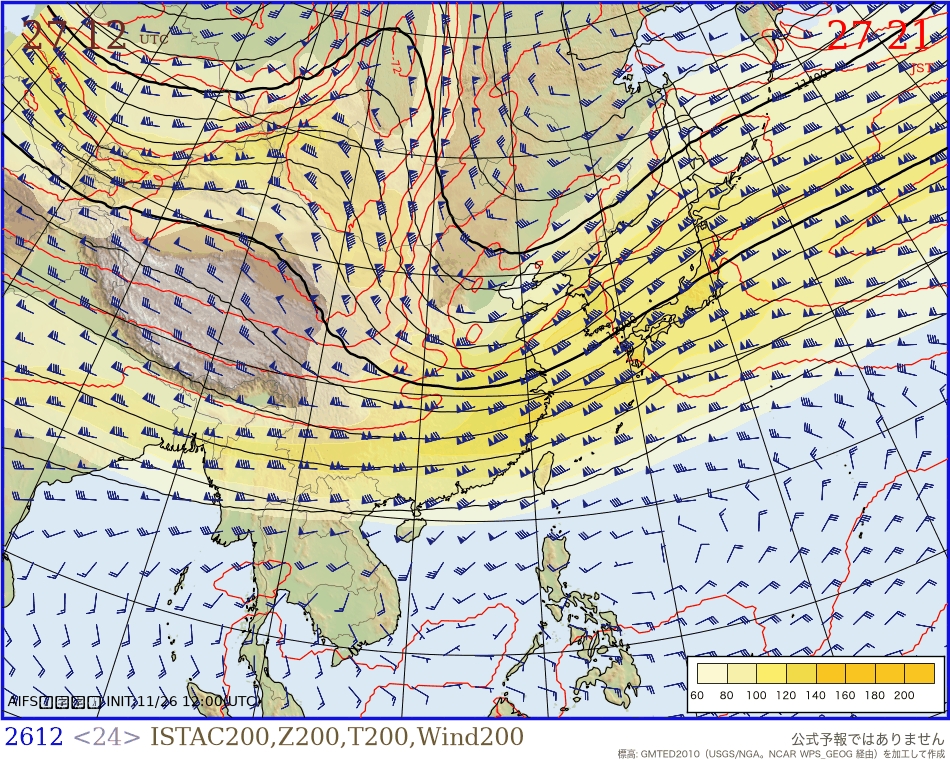 27 12 UTC
27 21
JST
-72
60 80 100 120 140 160 180 200
INIT:11/26 12:00(UTC)
2612 <24> ISTAC200,Z200,T200,Wind200
公式予報ではありません
標高: GMTED2010（USGS/NGA。NCAR WPS_GEOG 経由）を加工して作成